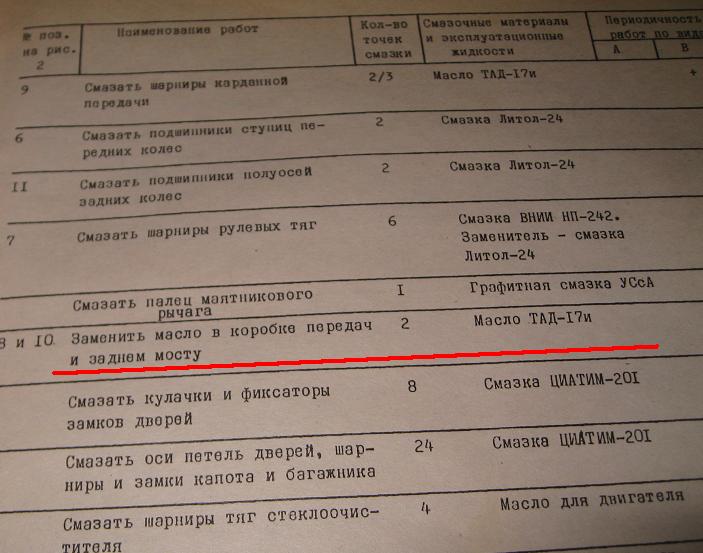 № поз. на рис. 2 Наименование работ Кол-во точек смазки Смазочные материалы и эксплуатационные жидкости Периодичность работ по вида
А В
9 Смазать шарниры карданной передачи 2/3 Масло ТАД-I7и +
6 Смазать подшипники ступиц передних колес 2 Смазка Литол-24
II Смазать подшипники полуосей задних колес 2 Смазка Литол-24
7 Смазать шарниры рулевых тяг 6 Смазка ВНИИ НП-242. Заменитель - смазка Литол-24
Смазать палец маятникового рычага I Графитная смазка УСсА
8 и IO Заменить масло в коробке передач и заднем мосту 2 Масло ТАД-I7и
Смазать кулачки и фиксаторы замков дверей 8 Смазка ЦИАТИМ-20I
Смазать оси петель дверей, шарниры и замки капота и багажника 24 Смазка ЦИАТИМ-20I
Смазать шарниры тяг стеклоочистителя 4 Масло для двигателя